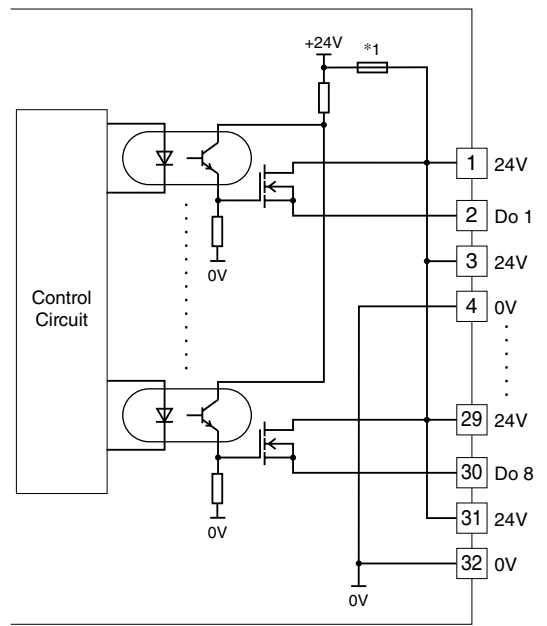 +24V
*1
1 24V
2 Do 1
3 24V
0V
4 0V
Control
Circuit
29 24V
30 Do 8
31 24V
0V
32 0V
0V